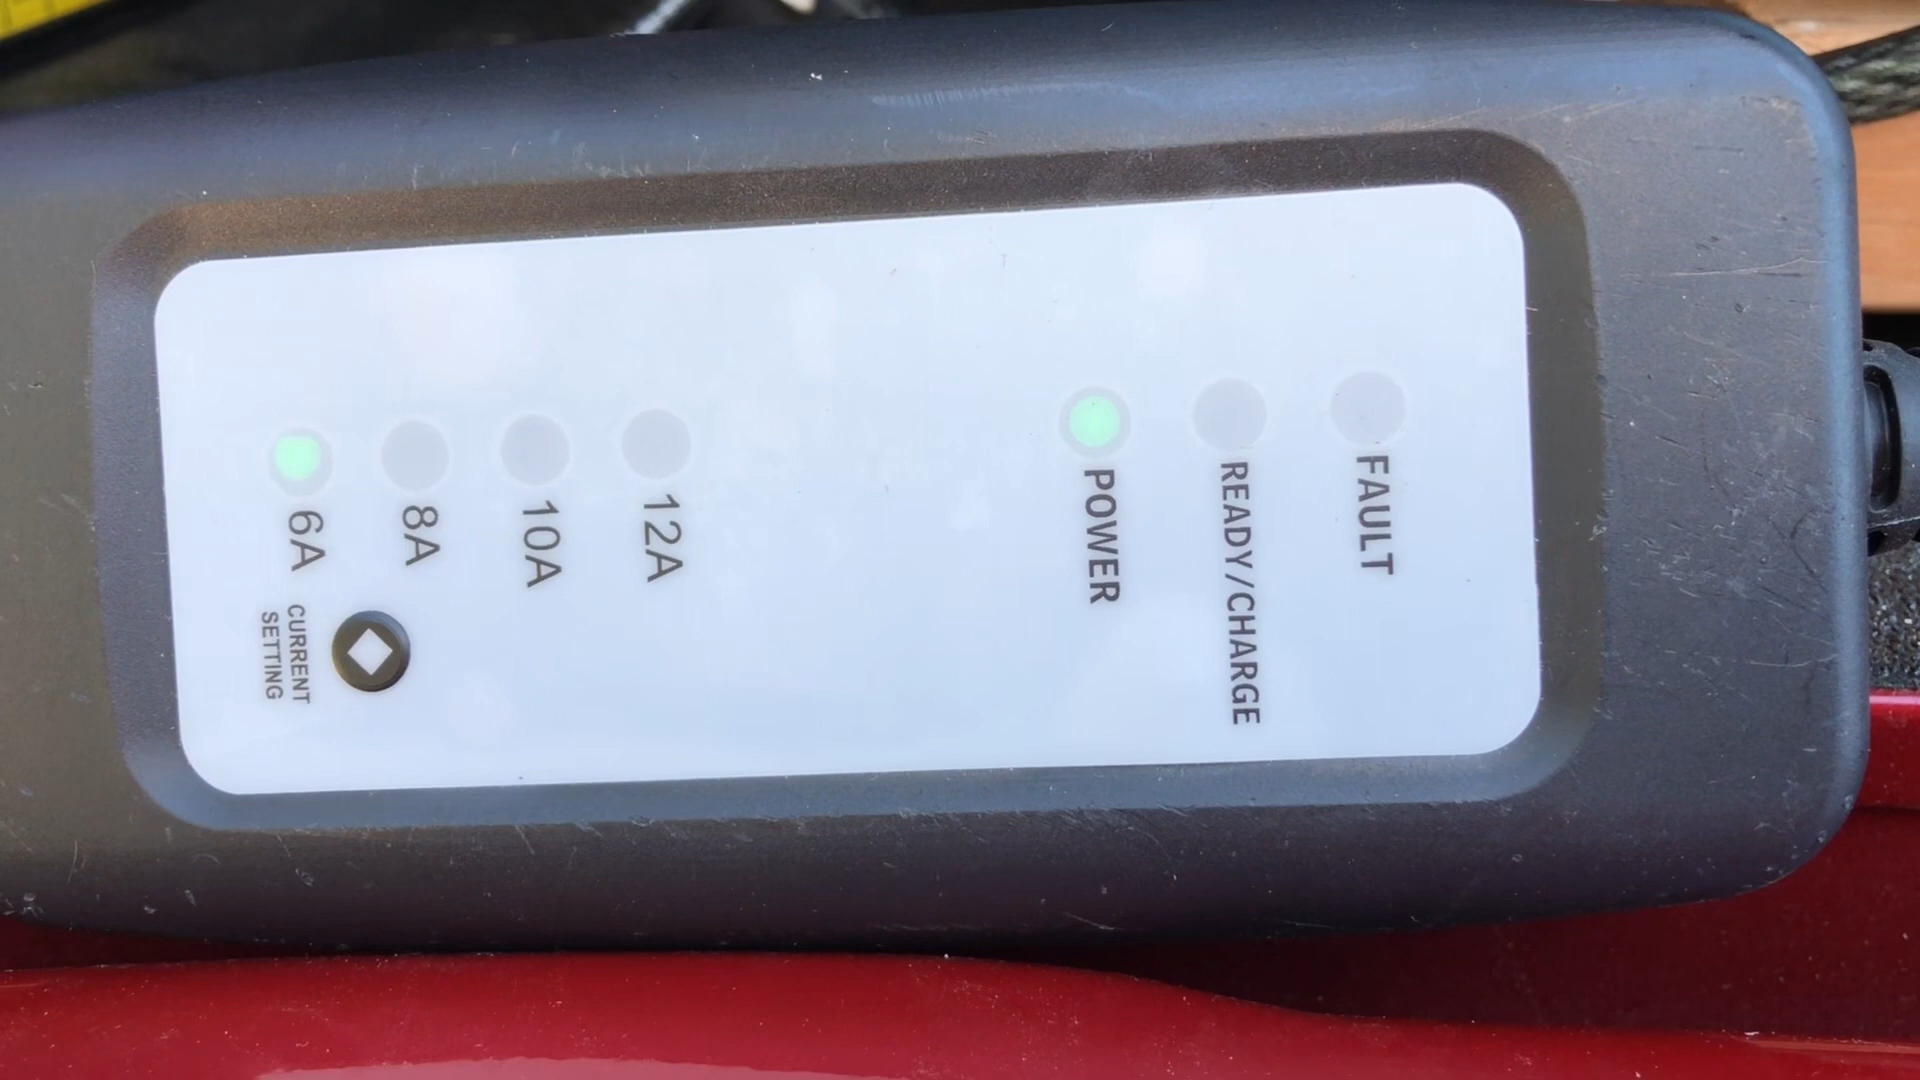 FAULT
READY/CHARGE
POWER
12A
10A
8A
6A
CURRENT
SETTING